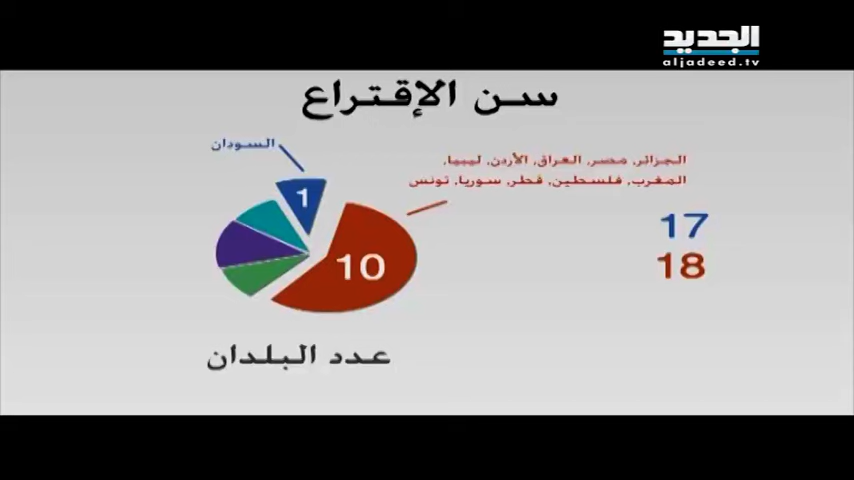 الجديد
aljadeed.tv
سن الإقتراع
السودان
الجزائر, مصر, العراق, الأردن, ليبيا,
المغرب, فلسطين, قطر, سوريا, تونس
1
17
10
18
عدد البلدان